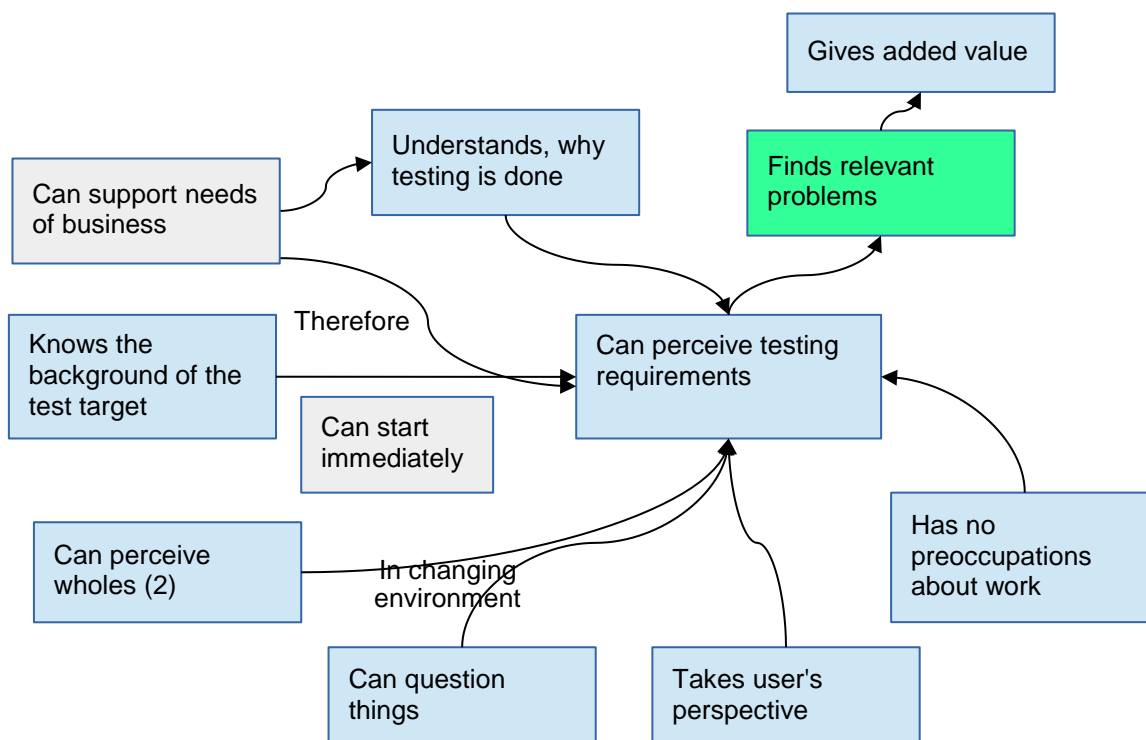 Gives added value
Understands, why
testing is done
Finds relevant
problems
Can support needs
of business
Therefore
Knows the
background of the
test target
Can perceive testing
requirements
Can start
immediately
Has no
preoccupations
about work
Can perceive
wholes (2)
In changing
environment
Can question
things
Takes user's
perspective